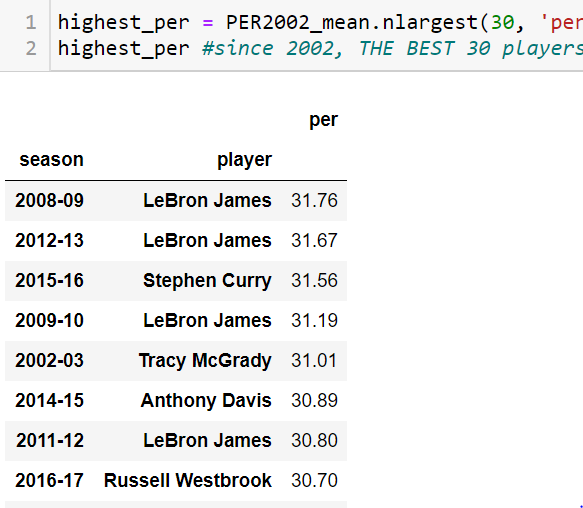 1 highest_per = PER2002_mean.nlargest(30, 'per
2 highest_per #since 2002, THE BEST 30 players
per
season player
2008-09 LeBron James 31.76
2012-13 LeBron James 31.67
2015-16 Stephen Curry 31.56
2009-10 LeBron James 31.19
2002-03 Tracy McGrady 31.01
2014-15 Anthony Davis 30.89
2011-12 LeBron James 30.80
2016-17 Russell Westbrook 30.70